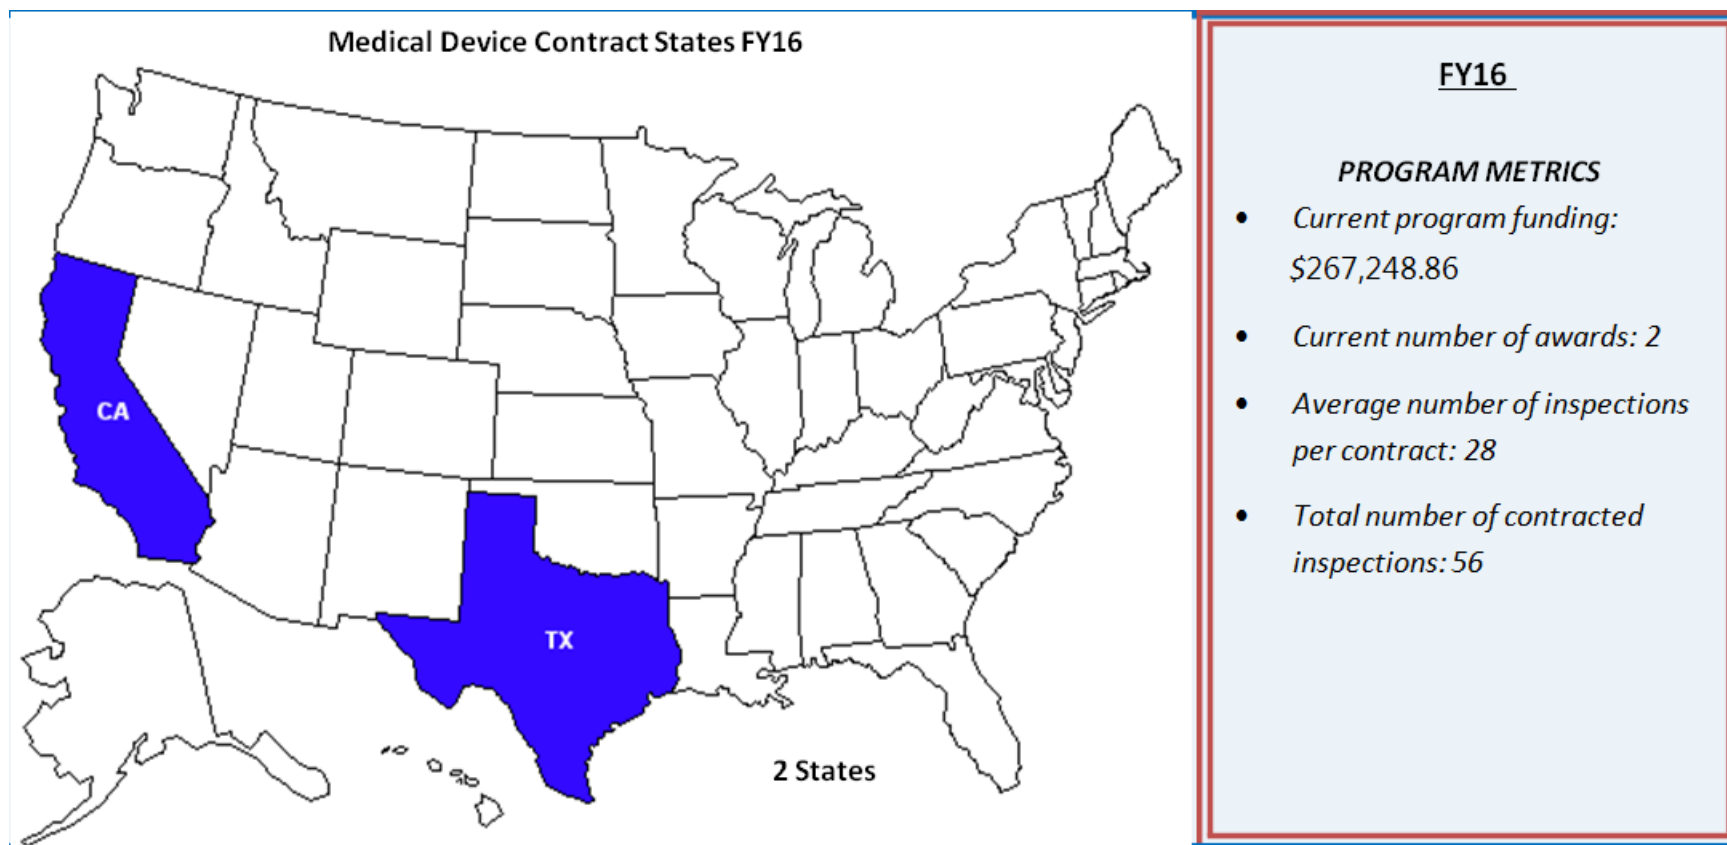 Medical Device Contract States FY16
CA
TX
2 States
FY16
PROGRAM METRICS
• Current program funding:
$267,248.86
• Current number of awards: 2
• Average number of inspections
per contract: 28
• Total number of contracted
inspections: 56